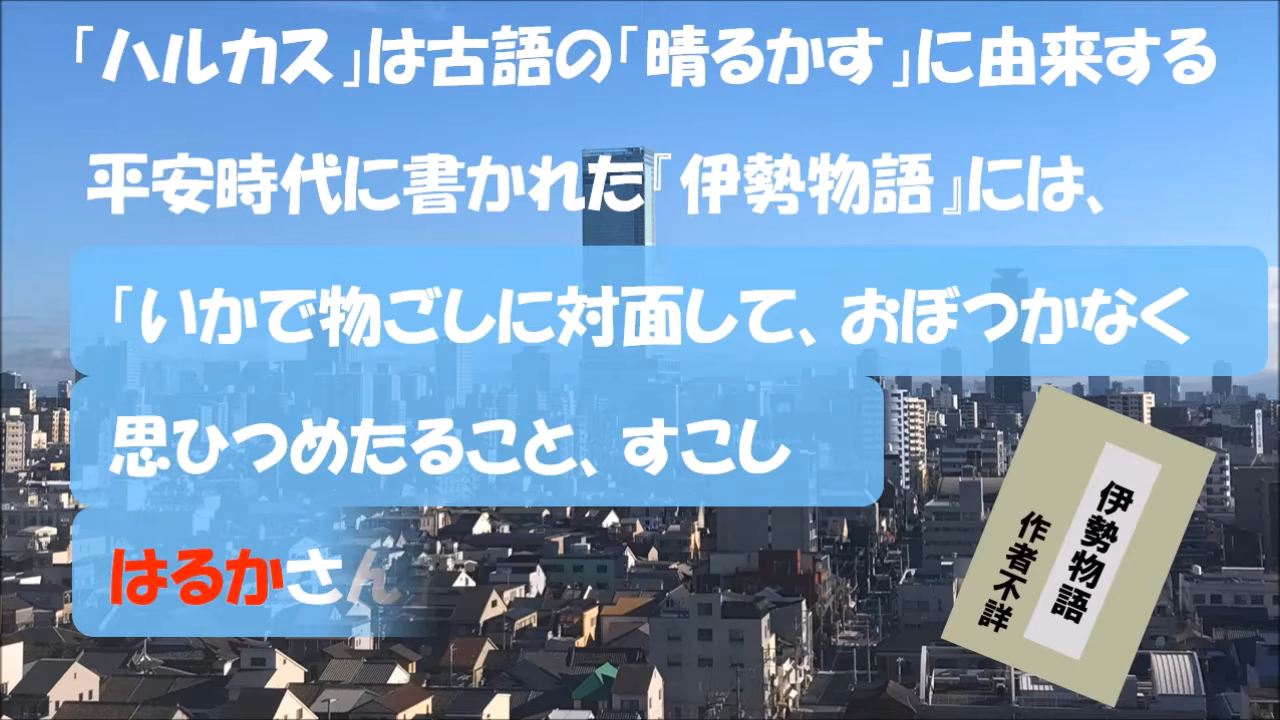 「ハルカス」は古語の「晴るかす」に由来する
平安時代に書かれた『伊勢物語』には、
「いかで物ごしに対面して、おぼつかなく
思ひつめたること、すこし
はるかさん
伊勢物語
作者不詳